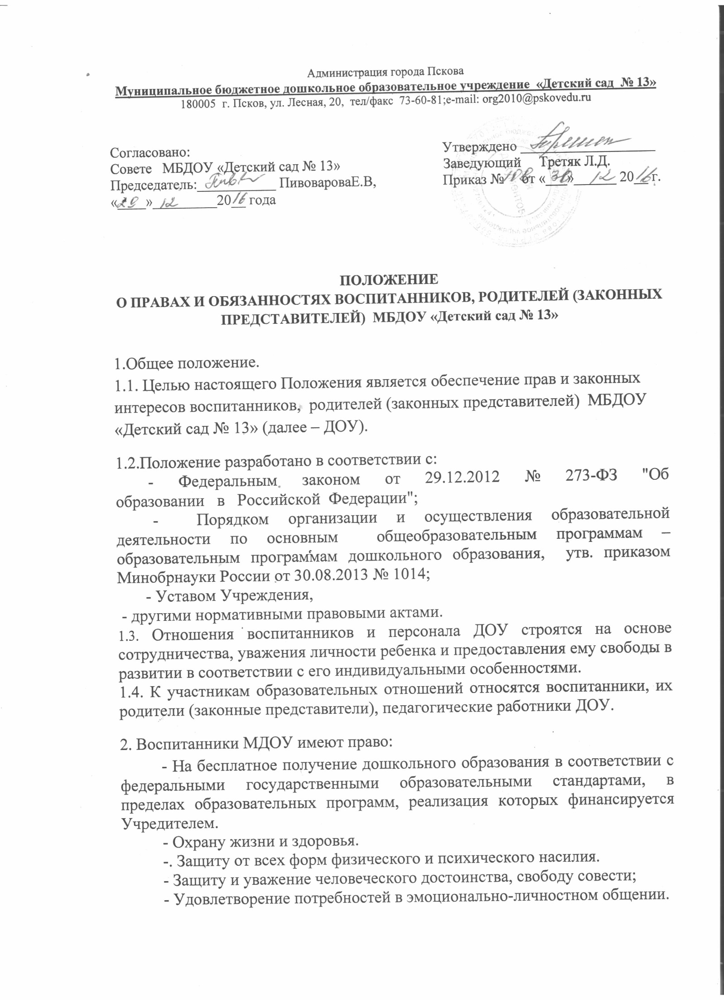 Администрация города Пскова
Муниципальное бюджетное дошкольное образовательное учреждение «Детский сад № 13»
180005 г. Псков, ул. Лесная, 20, тел/факс 73-60-81;e-mail: org2010@pskovedu.ru
Согласовано:
Совете МБДОУ «Детский сад № 13»
Председатель:___________ ПивовароваЕ.В,
«29»_12_20 16 года
Утверждено ___________________
Заведующий Третяк Л.Д.
Приказ № от «30» 12 20 16 г.
ПОЛОЖЕНИЕ
О ПРАВАХ И ОБЯЗАННОСТЯХ ВОСПИТАННИКОВ, РОДИТЕЛЕЙ (ЗАКОННЫХ
ПРЕДСТАВИТЕЛЕЙ) МБДОУ «Детский сад № 13»
1.Общее положение.
1.1. Целью настоящего Положения является обеспечение прав и законных
интересов воспитанников, родителей (законных представителей) МБДОУ
«Детский сад № 13» (далее – ДОУ).
1.2.Положение разработано в соответствии с:
- Федеральным законом от 29.12.2012 № 273-ФЗ "Об
образовании в Российской Федерации";
- Порядком организации и осуществления образовательной
деятельности по основным общеобразовательным программам –
образовательным программам дошкольного образования, утв. приказом
Минобрнауки России от 30.08.2013 № 1014;
- Уставом Учреждения,
- другими нормативными правовыми актами.
1.3. Отношения воспитанников и персонала ДОУ строятся на основе
сотрудничества, уважения личности ребенка и предоставления ему свободы в
развитии в соответствии с его индивидуальными особенностями.
1.4. К участникам образовательных отношений относятся воспитанники, их
родители (законные представители), педагогические работники ДОУ.
2. Воспитанники МДОУ имеют право:
- На бесплатное получение дошкольного образования в соответствии с
федеральными государственными образовательными стандартами, в
пределах образовательных программ, реализация которых финансируется
Учредителем.
- Охрану жизни и здоровья.
-. Защиту от всех форм физического и психического насилия.
- Защиту и уважение человеческого достоинства, свободу совести;
- Удовлетворение потребностей в эмоционально-личностном общении.